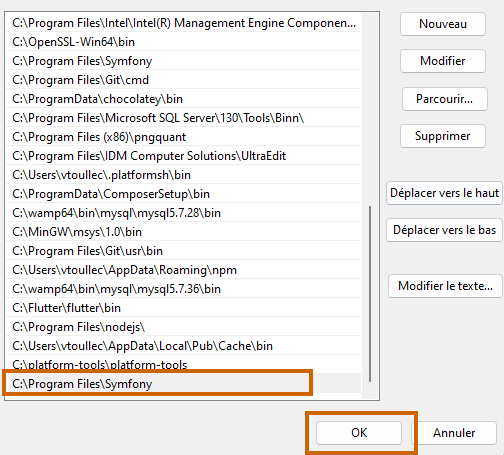 C:\Program Files\Intel\Intel(R) Management Engine Componen...
C:\OpenSSL-Win64\bin
C:\Program Files\Symfony
C:\Program Files\Git\cmd
C:\ProgramData\chocolatey\bin
C:\Program Files\Microsoft SQL Server\130\Tools\Binn\
C:\Program Files (x86)\pngquant
C:\Program Files\IDM Computer Solutions\UltraEdit
C:\Users\vtoullec\.platformsh\bin
C:\ProgramData\ComposerSetup\bin
C:\wamp64\bin\mysql\mysql5.7.28\bin
C:\MinGW\msys\1.0\bin
C:\Program Files\Git\usr\bin
C:\Users\vtoullec\AppData\Roaming\npm
C:\wamp64\bin\mysql\mysql5.7.36\bin
C:\Flutter\flutter\bin
C:\Program Files\nodejs\
C:\Users\vtoullec\AppData\Local\Pub\Cache\bin
C:\platform-tools\platform-tools
C:\Program Files\Symfony
Nouveau
Modifier
Parcourir...
Supprimer
Déplacer vers le haut
Déplacer vers le bas
Modifier le texte...
OK
Annuler